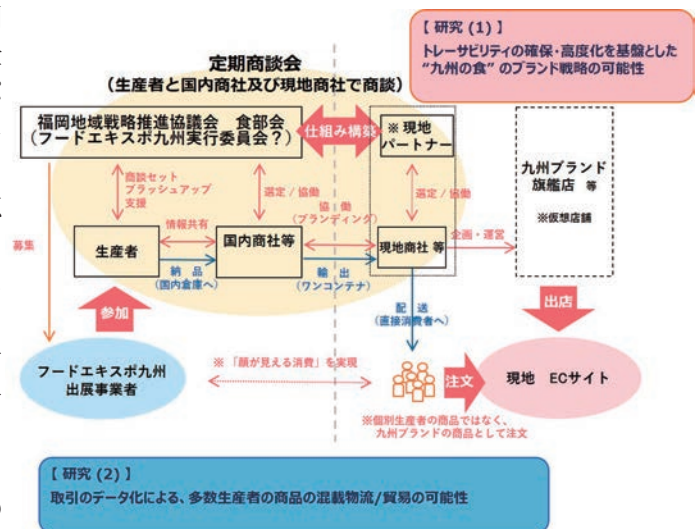 【 研究 (1) 】
トレーサビリティの確保・高度化を基盤とした
“九州の食” のブランド戦略の可能性
定期商談会
(生産者と国内商社及び現地商社で商談)
福岡地域戦略推進協議会 食部会
(フードエキスポ九州実行委員会？)
仕組み構築
※ 現地
パートナー
九州ブランド
旗艦店 等
※仮想店舗
商談セット
ブラッシュアップ
支援
選定 / 協働
協 働
(ブランディング)
選定 / 協働
募集
情報共有
生産者
国内商社等
現地商社 等
企画・運営
納 品
(国内倉庫へ)
輸 出
(ワンコンテナ)
配 送
(直接消費者へ)
参加
出店
フードエキスポ九州
出展事業者
※ 「顔が見える消費」を実現
注文
現地 ECサイト
※個別生産者の商品ではなく、
九州ブランドの商品として注文
【 研究 (2) 】
取引のデータ化による、多数生産者の商品の混載物流/貿易の可能性